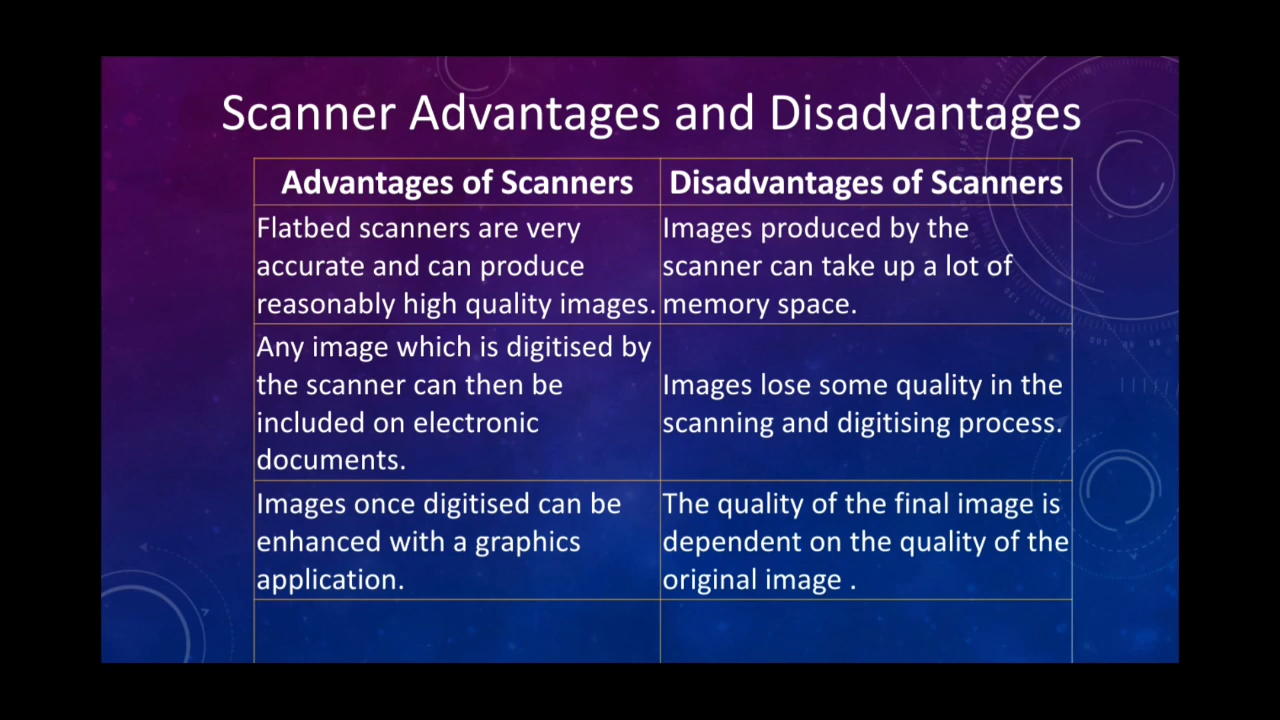 Scanner Advantages and Disadvantages
Advantages of Scanners
Disadvantages of Scanners
Flatbed scanners are very
accurate and can produce
reasonably high quality images.
Images produced by the
scanner can take up a lot of
memory space.
Any image which is digitised by
the scanner can then be
included on electronic
documents.
Images lose some quality in the
scanning and digitising process.
Images once digitised can be
enhanced with a graphics
application.
The quality of the final image is
dependent on the quality of the
original image .